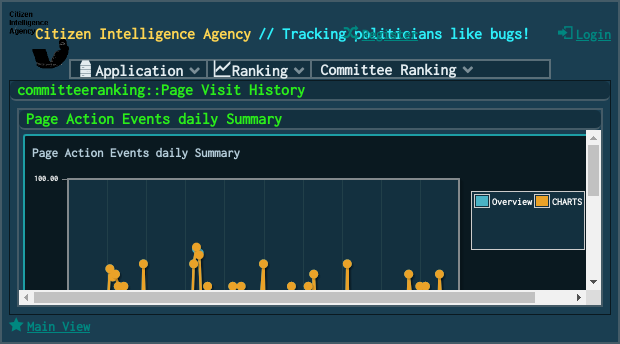 Citizen
Intelligence
Agency
Citizen Intelligence Agency // Tracking politicians like bugs!
Register
Login
Application
Ranking
Committee Ranking
committeeranking::Page Visit History
Page Action Events daily Summary
Page Action Events daily Summary
100.00
Overview
CHARTS
Main View